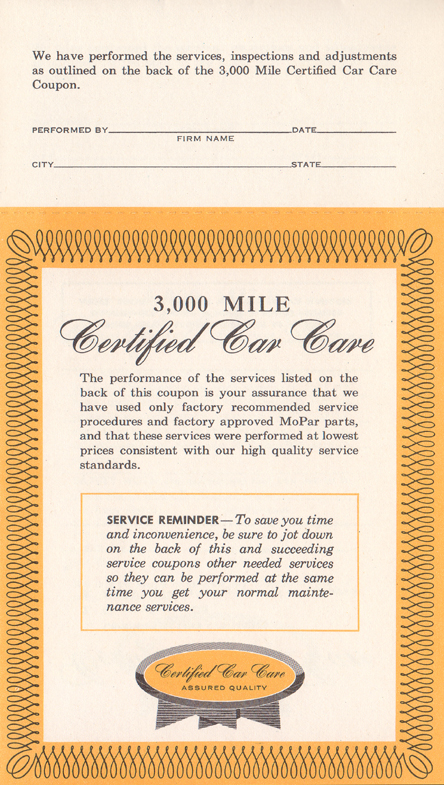 We have performed the services, inspections and adjustments
as outlined on the back of the 3,000 Mile Certified Car Care
Coupon.
PERFORMED BY DATE
FIRM NAME
CITY STATE
3,000 MILE
Certified Car Care
The performance of the services listed on the
back of this coupon is your assurance that we
have used only factory recommended service
procedures and factory approved MoPar parts,
and that these services were performed at lowest
prices consistent with our high quality service
standards.
SERVICE REMINDER—To save you time
and inconvenience, be sure to jot down
on the back of this and succeeding
service coupons other needed services
so they can be performed at the same
time you get your normal mainte-
nance services.
Certified Car Care
ASSURED QUALITY